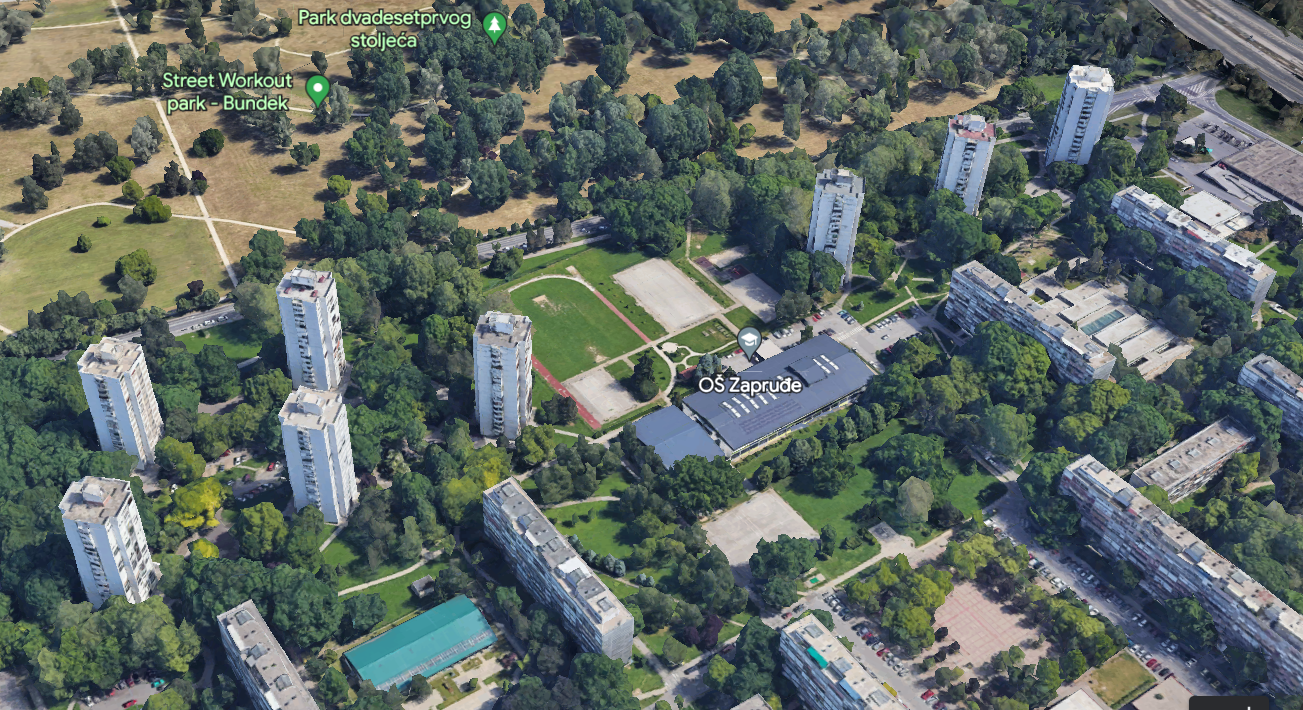 Park dvadesetprvog
stoljeća
Street Workout
park - Bundek
OŠ Zapruđe